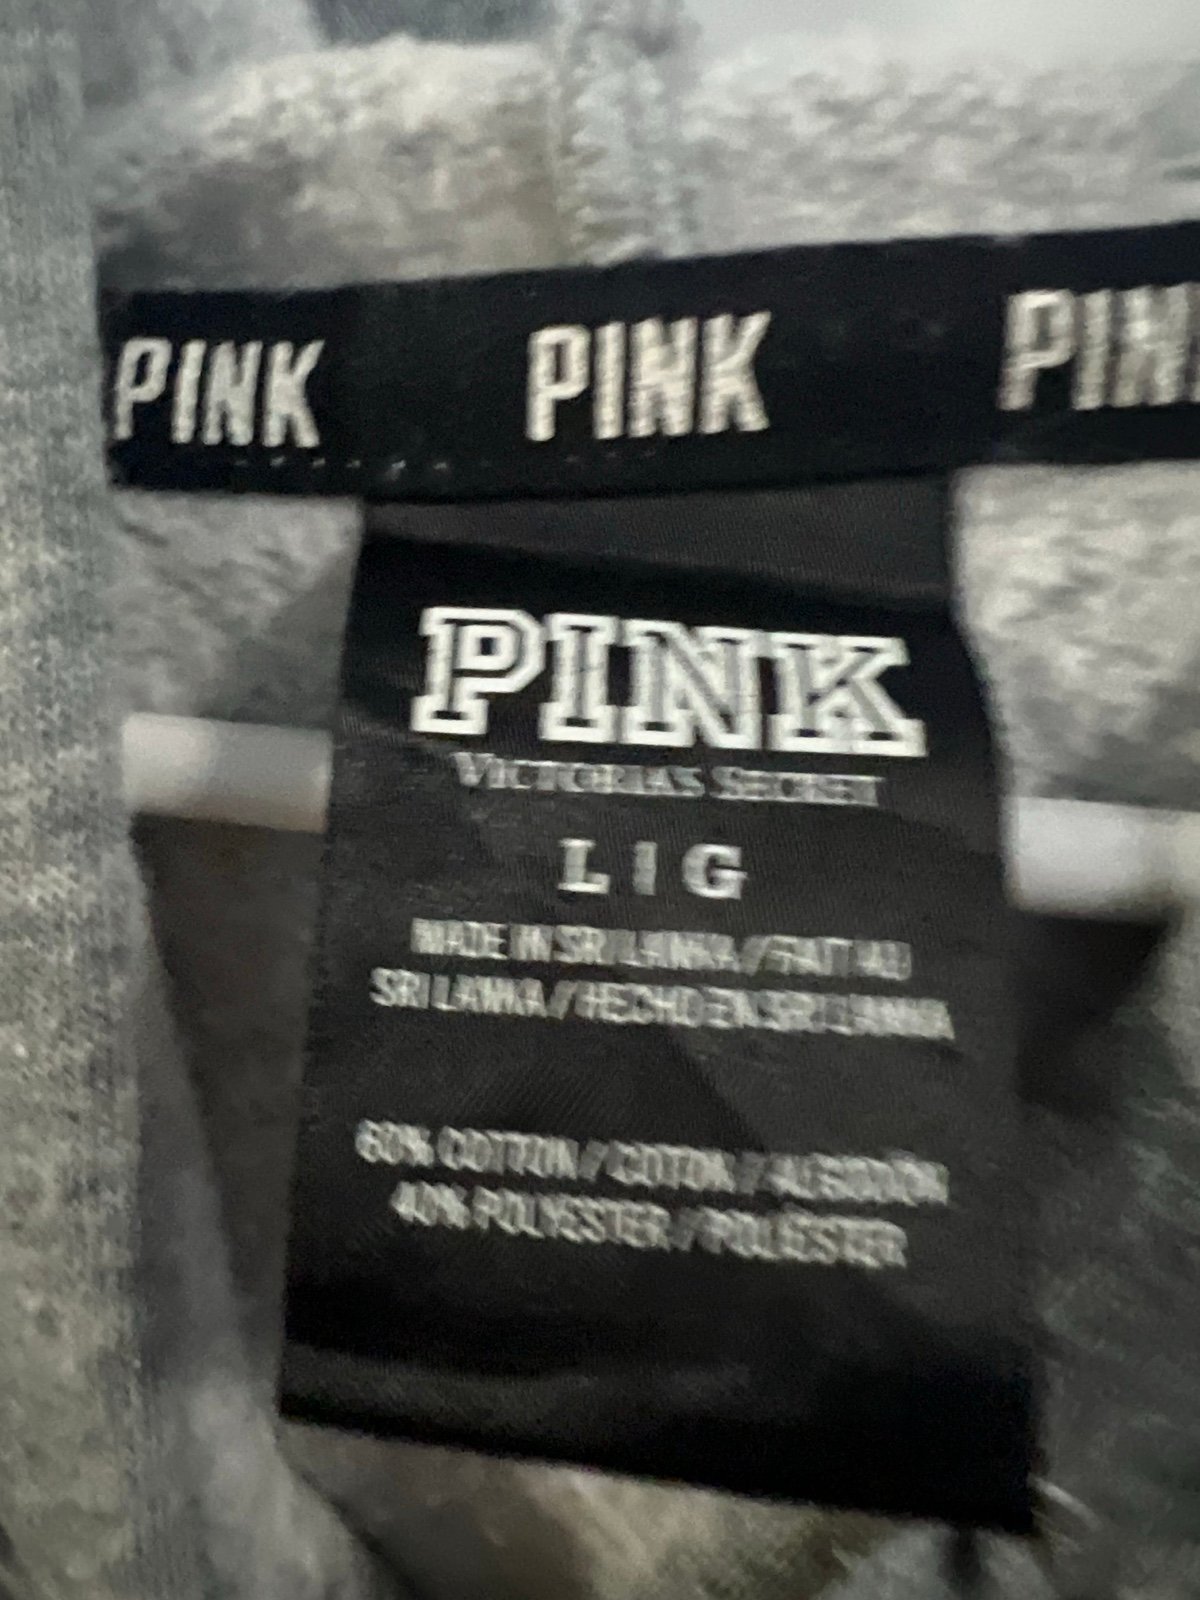 PINK PINK PIN
PINK
VICTORIA'S SECRET
L | G
MADE IN SRI LANKA / FAIT AU
SRI LANKA / HECHO EN SRI LANKA
60% COTTON / COTON / ALGODÓN
40% POLYESTER / POLIÉSTER